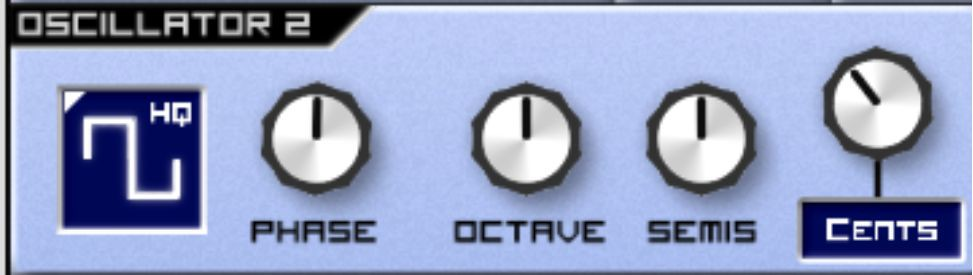 OSCILLATOR 2
HQ
PHASE
OCTAVE
SEMIS
CENTS